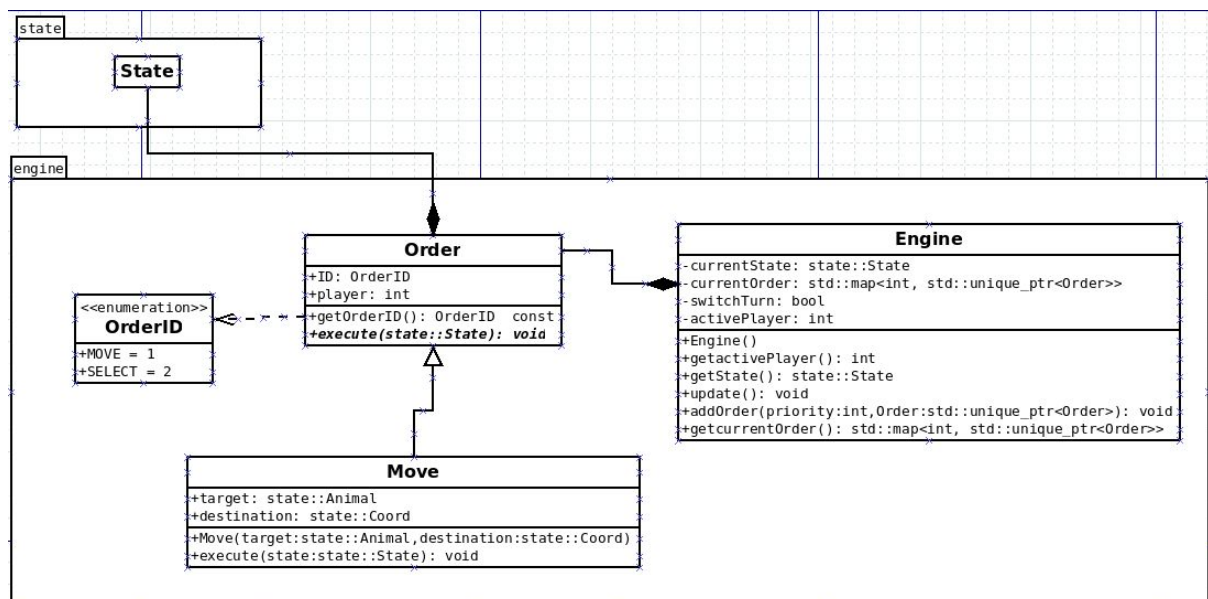 state
State
engine
Order
+ID: OrderID
+player: int
+getOrderID(): OrderID  const
+execute(state::State): void
Engine
-currentState: state::State
-currentOrder: std::map<int, std::unique_ptr<Order>>
-switchTurn: bool
-activePlayer: int
+Engine()
+getactivePlayer(): int
+getState(): state::State
+update(): void
+addOrder(priority:int,Order:std::unique_ptr<Order>): void
+getcurrentOrder(): std::map<int, std::unique_ptr<Order>>
<<enumeration>>
OrderID
+MOVE = 1
+SELECT = 2
Move
+target: state::Animal
+destination: state::Coord
+Move(target:state::Animal,destination:state::Coord)
+execute(state:state::State): void